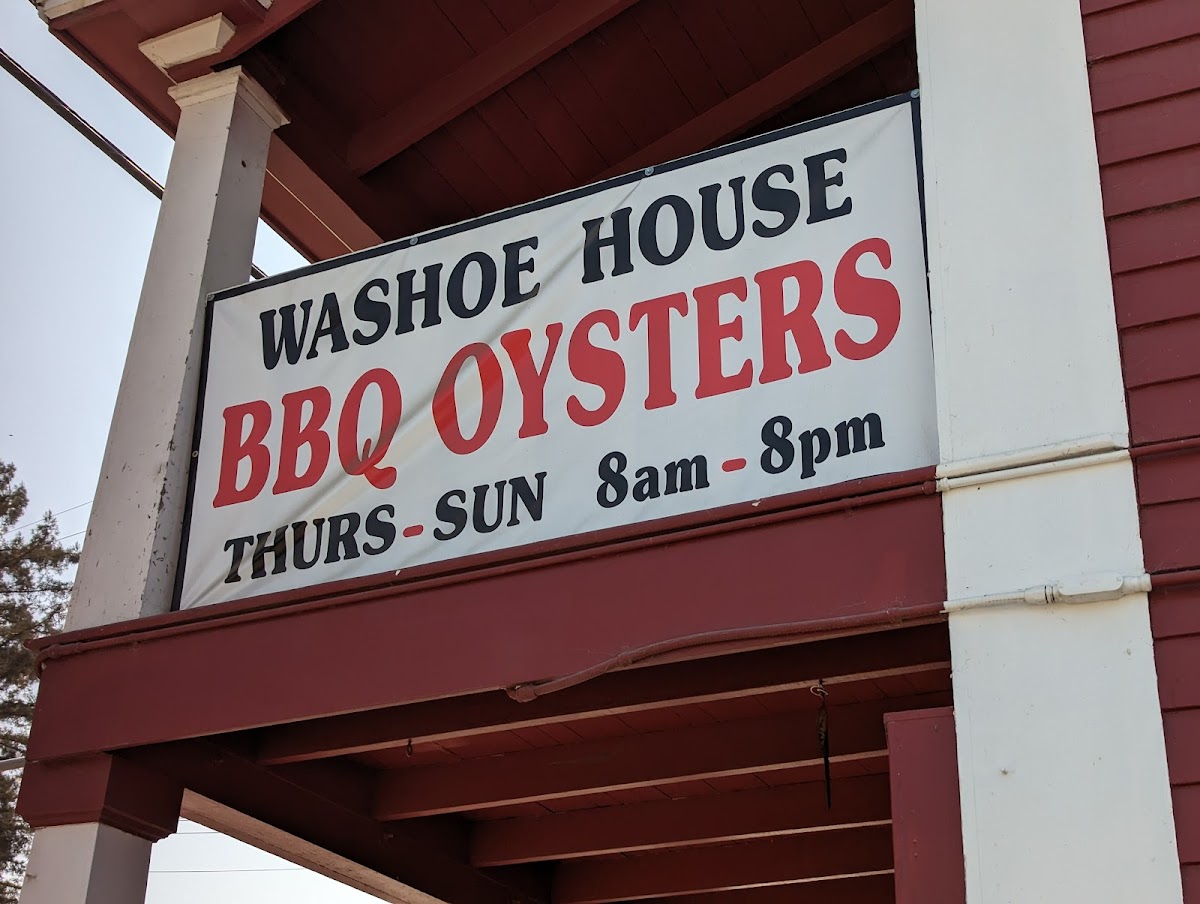 WASHOE HOUSE
BBQ OYSTERS
THURS-SUN 8am-8pm